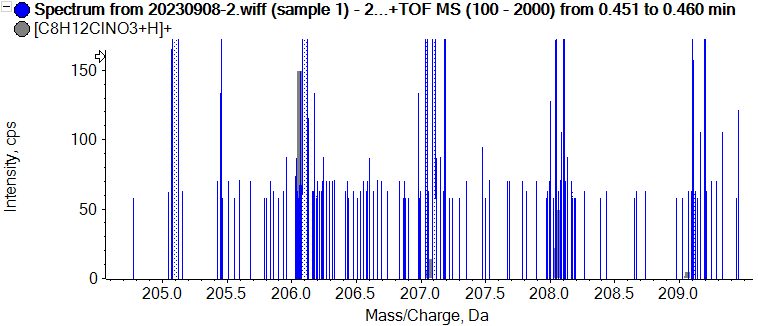 Spectrum from 20230908-2.wiff (sample 1) - 2...+TOF MS (100 - 2000) from 0.451 to 0.460 min
[C8H12ClNO3+H]+
150
100
50
0
Intensity, cps
205.0 205.5 206.0 206.5 207.0 207.5 208.0 208.5 209.0
Mass/Charge, Da